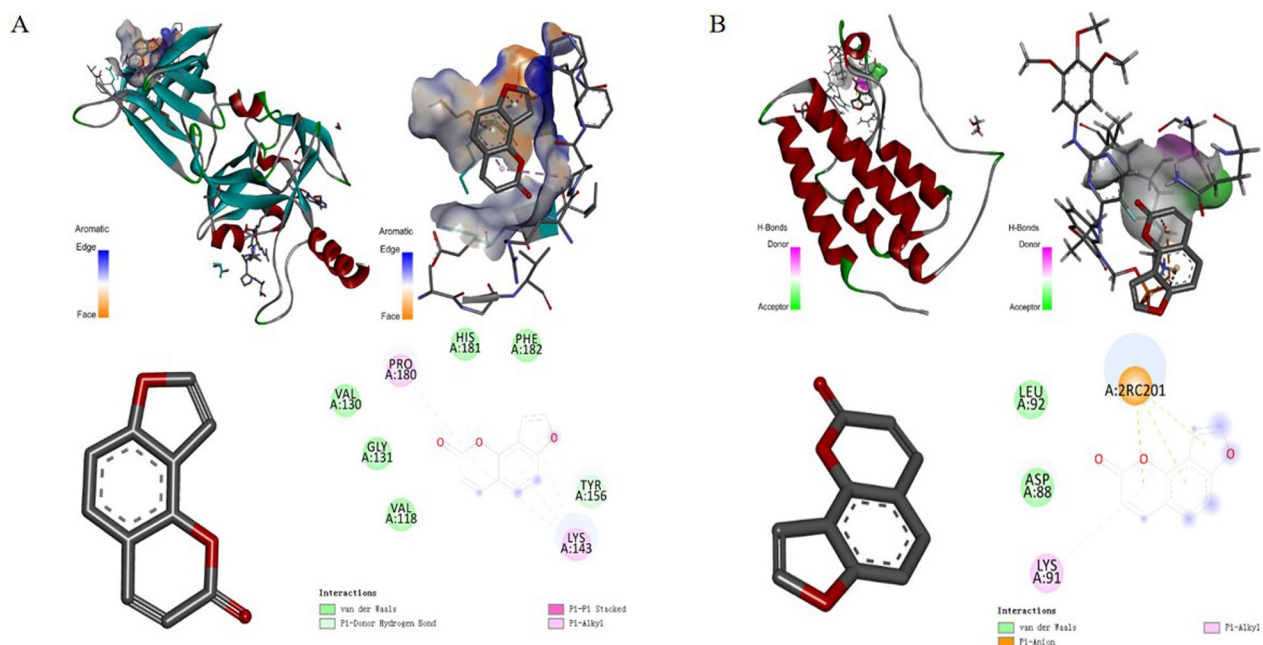 A
Aromatic
Edge
Face
Aromatic
Edge
Face
HIS
A:181
PHE
A:182
PRO
A:180
VAL
A:130
GLY
A:131
VAL
A:118
O
O
O
TYR
A:156
LYS
A:143
Interactions
van der Waals
Pi-Donor Hydrogen Bond
Pi-Pi Stacked
Pi-Alkyl
B
H-Bonds
Donor
Acceptor
H-Bonds
Donor
Acceptor
LEU
A:92
A:2RC201
ASP
A:88
O
O
O
LYS
A:91
Interactions
van der Waals
Pi-Anion
Pi-Alkyl